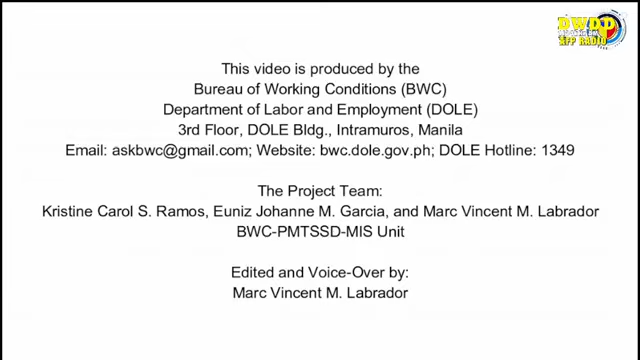 DWDD
AFP RADIO
This video is produced by the
Bureau of Working Conditions (BWC)
Department of Labor and Employment (DOLE)
3rd Floor, DOLE Bldg., Intramuros, Manila
Email: askbwc@gmail.com; Website: bwc.dole.gov.ph; DOLE Hotline: 1349
The Project Team:
Kristine Carol S. Ramos, Euniz Johanne M. Garcia, and Marc Vincent M. Labrador
BWC-PMTSSD-MIS Unit
Edited and Voice-Over by:
Marc Vincent M. Labrador